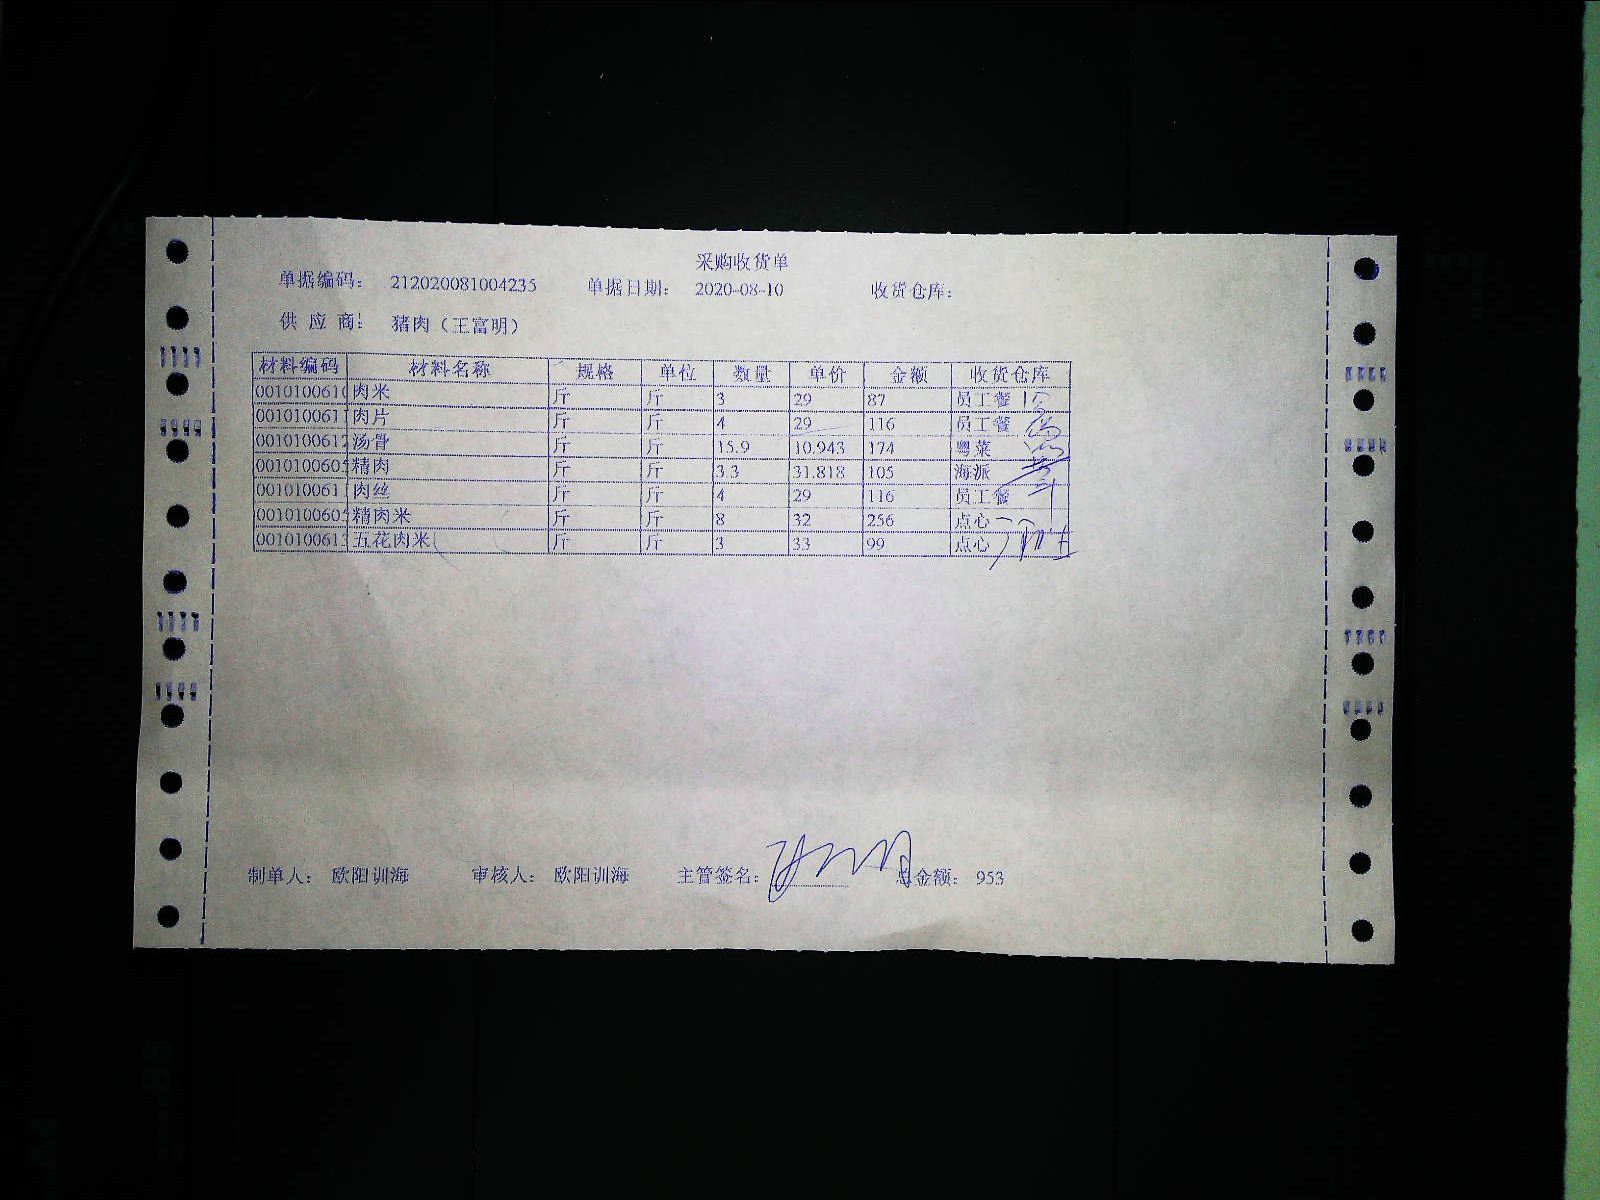 采购收货单
单据编码： 212020081004235 单据日期： 2020-08-10 收货仓库：
供应商： 猪肉（王富明）
材料编码 材料名称 规格 单位 数量 单价 金额 收货仓库
0010100610 肉米 斤 斤 3 29 87 员工餐
001010061 肉片 斤 斤 4 29 116 员工餐
0010100612 汤骨 斤 斤 15.9 10.943 174 粤菜
001010060 精肉 斤 斤 3.3 31.818 105 海派
001010061 肉丝 斤 斤 4 29 116 员工餐
001010060 精肉米 斤 斤 8 32 256 点心
0010100613 五花肉米 斤 斤 3 33 99 点心
制单人： 欧阳训海 审核人： 欧阳训海 主管签名： 总金额： 953